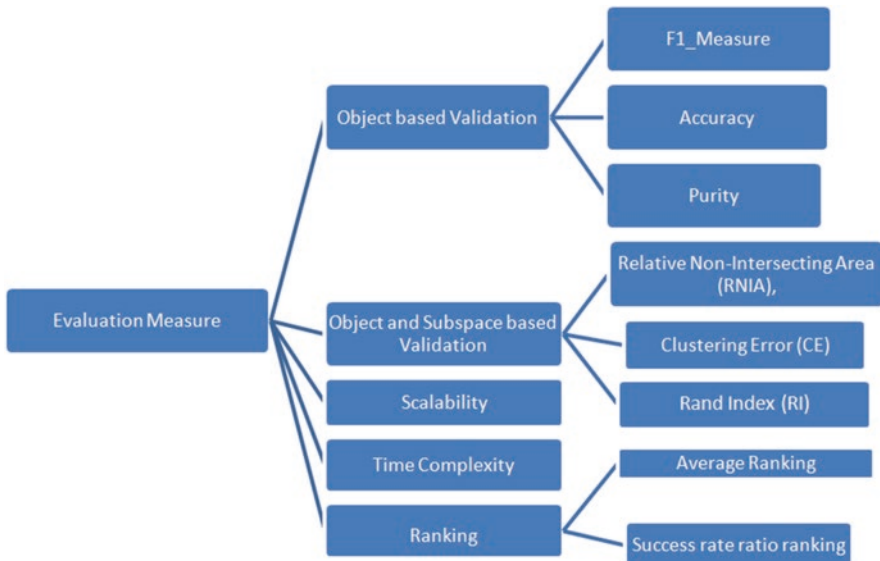 Evaluation Measure
Object based Validation
F1_Measure
Accuracy
Purity
Object and Subspace based
Validation
Relative Non-Intersecting Area
(RNIA),
Clustering Error (CE)
Rand Index (RI)
Scalability
Time Complexity
Ranking
Average Ranking
Success rate ratio ranking